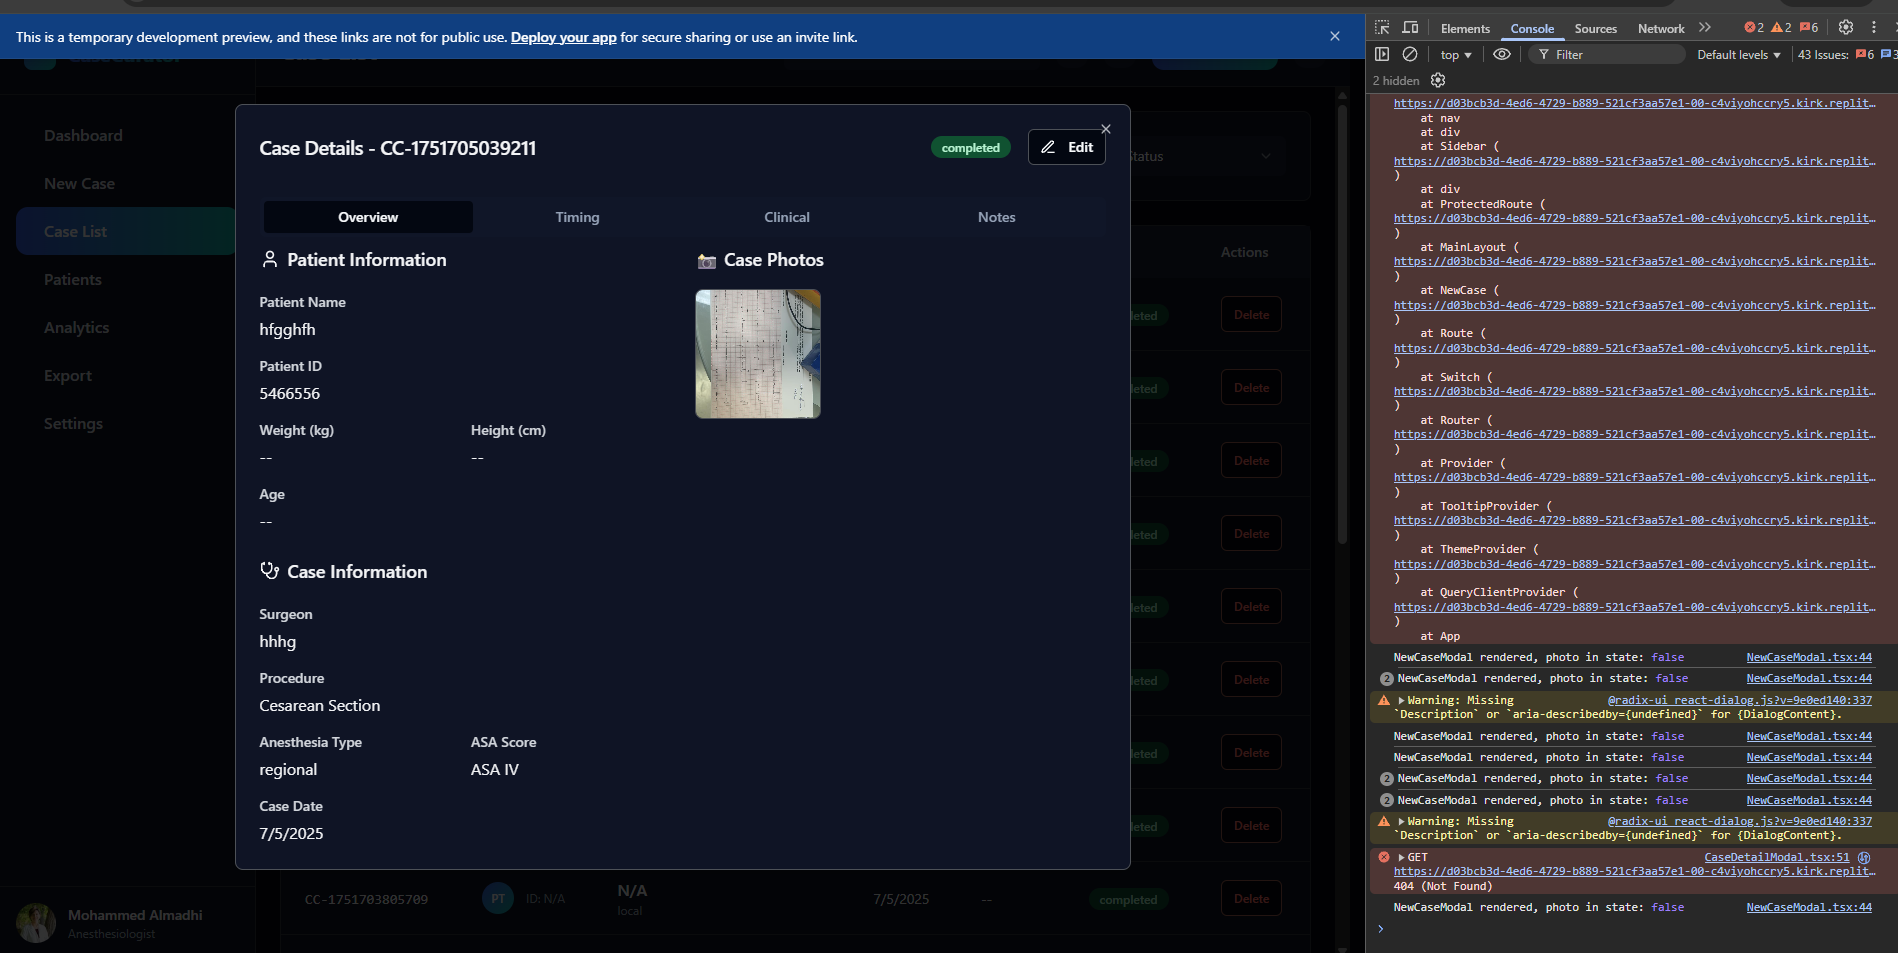 This is a temporary development preview, and these links are not for public use. Deploy your app for secure sharing or use an invite link.
Dashboard
New Case
Case List
Patients
Analytics
Export
Settings
Mohammed Almadhi
Anesthesiologist
Case Details - CC-1751705039211
completed
Edit
Overview
Timing
Clinical
Notes
Patient Information
Patient Name
hfgghfh
Patient ID
5466556
Weight (kg)
Height (cm)
--
--
Age
--
Case Information
Surgeon
hhhg
Procedure
Cesarean Section
Anesthesia Type
ASA Score
regional
ASA IV
Case Date
7/5/2025
Case Photos
Status
Actions
Delete
Delete
Delete
Delete
Delete
Delete
Delete
Delete
CC-1751703805709
PT
ID: N/A
N/A
local
7/5/2025
--
completed
Delete
Elements
Console
Sources
Network
2
2
6
top
Filter
Default levels
43 Issues:
6
3
2 hidden
https://d03bcb3d-4ed6-4729-b889-521cf3aa57e1-00-c4viyohccry5.kirk.replit…
at nav
at div
at Sidebar (
https://d03bcb3d-4ed6-4729-b889-521cf3aa57e1-00-c4viyohccry5.kirk.replit…
)
at div
at ProtectedRoute (
https://d03bcb3d-4ed6-4729-b889-521cf3aa57e1-00-c4viyohccry5.kirk.replit…
)
at MainLayout (
https://d03bcb3d-4ed6-4729-b889-521cf3aa57e1-00-c4viyohccry5.kirk.replit…
)
at NewCase (
https://d03bcb3d-4ed6-4729-b889-521cf3aa57e1-00-c4viyohccry5.kirk.replit…
)
at Route (
https://d03bcb3d-4ed6-4729-b889-521cf3aa57e1-00-c4viyohccry5.kirk.replit…
)
at Switch (
https://d03bcb3d-4ed6-4729-b889-521cf3aa57e1-00-c4viyohccry5.kirk.replit…
)
at Router (
https://d03bcb3d-4ed6-4729-b889-521cf3aa57e1-00-c4viyohccry5.kirk.replit…
)
at Provider (
https://d03bcb3d-4ed6-4729-b889-521cf3aa57e1-00-c4viyohccry5.kirk.replit…
)
at TooltipProvider (
https://d03bcb3d-4ed6-4729-b889-521cf3aa57e1-00-c4viyohccry5.kirk.replit…
)
at ThemeProvider (
https://d03bcb3d-4ed6-4729-b889-521cf3aa57e1-00-c4viyohccry5.kirk.replit…
)
at QueryClientProvider (
https://d03bcb3d-4ed6-4729-b889-521cf3aa57e1-00-c4viyohccry5.kirk.replit…
)
at App
NewCaseModal rendered, photo in state: false NewCaseModal.tsx:44
2 NewCaseModal rendered, photo in state: false NewCaseModal.tsx:44
Warning: Missing @radix-ui react-dialog.js?v=9e0ed140:337
`Description` or `aria-describedby={undefined}` for {DialogContent}.
NewCaseModal rendered, photo in state: false NewCaseModal.tsx:44
NewCaseModal rendered, photo in state: false NewCaseModal.tsx:44
2 NewCaseModal rendered, photo in state: false NewCaseModal.tsx:44
2 NewCaseModal rendered, photo in state: false NewCaseModal.tsx:44
Warning: Missing @radix-ui react-dialog.js?v=9e0ed140:337
`Description` or `aria-describedby={undefined}` for {DialogContent}.
GET CaseDetailModal.tsx:51
https://d03bcb3d-4ed6-4729-b889-521cf3aa57e1-00-c4viyohccry5.kirk.replit…
404 (Not Found)
NewCaseModal rendered, photo in state: false NewCaseModal.tsx:44